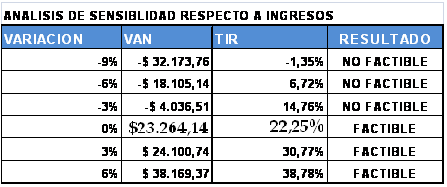 ANALISIS DE SENSIBLIDAD RESPECTO A INGRESOS
VARIACION VAN TIR RESULTADO
-9% -$ 32.173,76 -1,35% NO FACTIBLE
-6% -$ 18.105,14 6,72% NO FACTIBLE
-3% -$ 4.036,51 14,76% NO FACTIBLE
0% $23.264,14 22,25% FACTIBLE
3% $ 24.100,74 30,77% FACTIBLE
6% $ 38.169,37 38,78% FACTIBLE